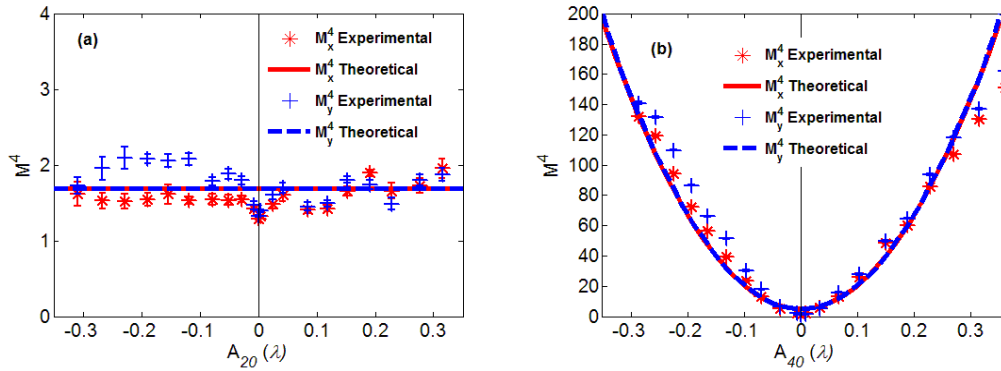 (a)
M⁴x Experimental
M⁴x Theoretical
M⁴y Experimental
M⁴y Theoretical
M⁴
4
3
2
1
0
-0.3 -0.2 -0.1 0 0.1 0.2 0.3
A20 (λ)
(b)
M⁴x Experimental
M⁴x Theoretical
M⁴y Experimental
M⁴y Theoretical
M⁴
200
180
160
140
120
100
80
60
40
20
0
-0.3 -0.2 -0.1 0 0.1 0.2 0.3
A40 (λ)